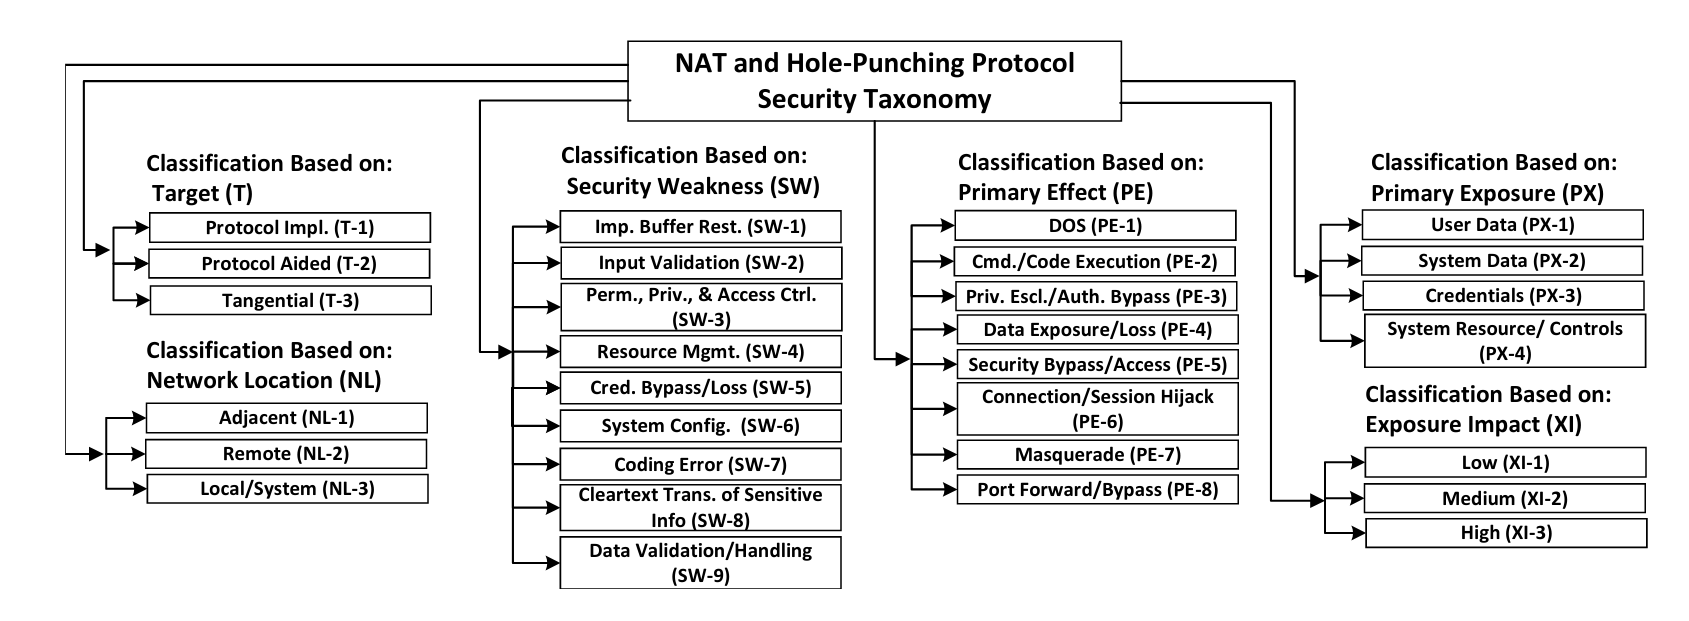 NAT and Hole-Punching Protocol
Security Taxonomy
Classification Based on:
Target (T)
Protocol Impl. (T-1)
Protocol Aided (T-2)
Tangential (T-3)
Classification Based on:
Network Location (NL)
Adjacent (NL-1)
Remote (NL-2)
Local/System (NL-3)
Classification Based on:
Security Weakness (SW)
Imp. Buffer Rest. (SW-1)
Input Validation (SW-2)
Perm., Priv., & Access Ctrl.
(SW-3)
Resource Mgmt. (SW-4)
Cred. Bypass/Loss (SW-5)
System Config.  (SW-6)
Coding Error (SW-7)
Cleartext Trans. of Sensitive
Info (SW-8)
Data Validation/Handling
(SW-9)
Classification Based on:
Primary Effect (PE)
DOS (PE-1)
Cmd./Code Execution (PE-2)
Priv. Escl./Auth. Bypass (PE-3)
Data Exposure/Loss (PE-4)
Security Bypass/Access (PE-5)
Connection/Session Hijack
(PE-6)
Masquerade (PE-7)
Port Forward/Bypass (PE-8)
Classification Based on:
Primary Exposure (PX)
User Data (PX-1)
System Data (PX-2)
Credentials (PX-3)
System Resource/ Controls
(PX-4)
Classification Based on:
Exposure Impact (XI)
Low (XI-1)
Medium (XI-2)
High (XI-3)